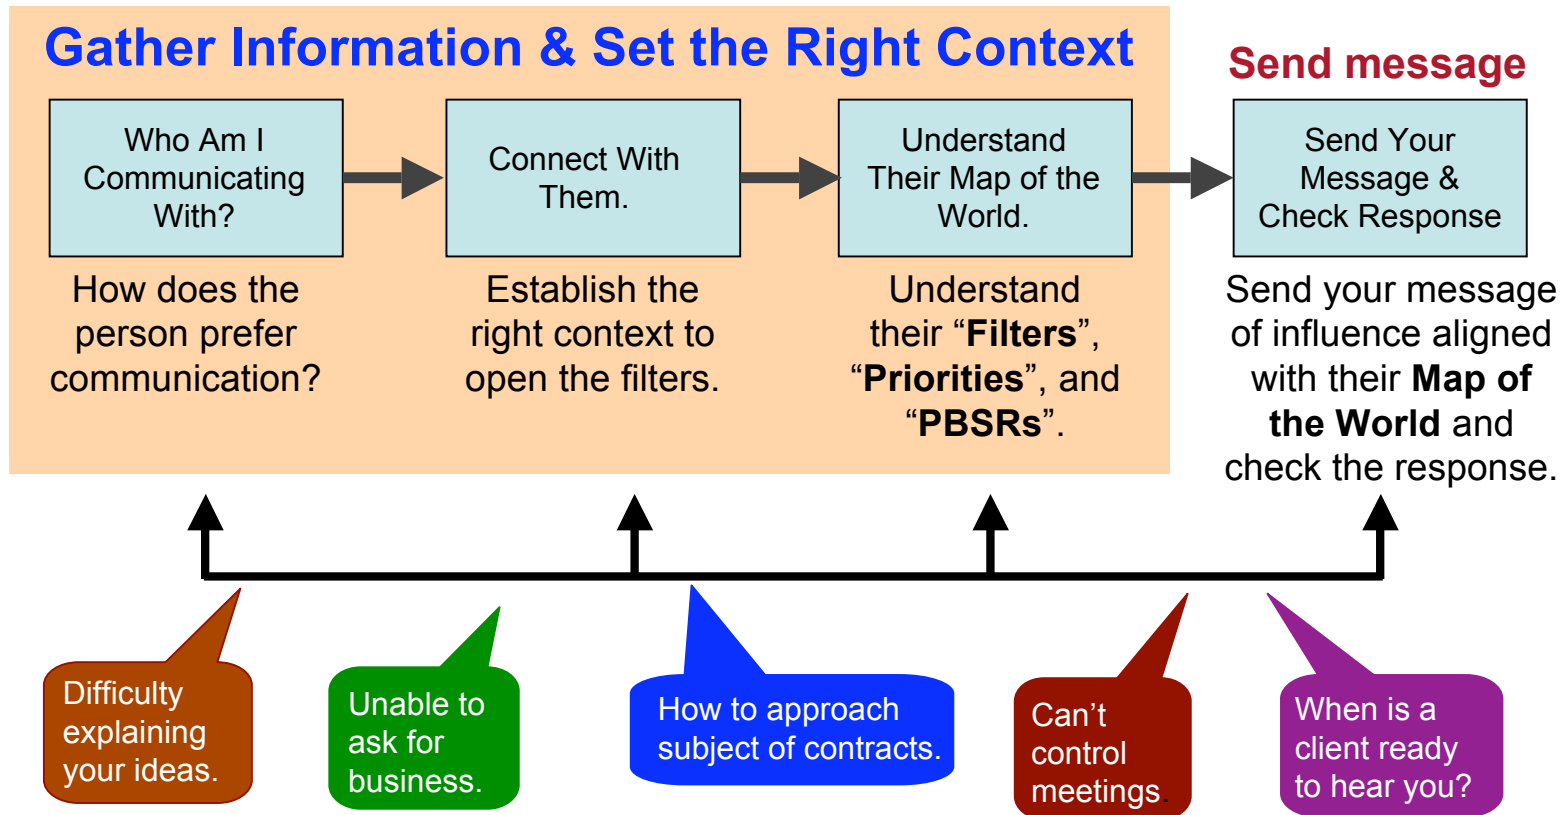 Gather Information & Set the Right Context
Send message
Who Am I
Communicating
With?
Connect With
Them.
Understand
Their Map of the
World.
Send Your
Message &
Check Response
How does the
person prefer
communication?
Establish the
right context to
open the filters.
Understand
their “Filters”,
“Priorities”, and
“PBSRs”.
Send your message
of influence aligned
with their Map of
the World and
check the response.
Difficulty
explaining
your ideas.
Unable to
ask for
business.
How to approach
subject of contracts.
Can’t
control
meetings.
When is a
client ready
to hear you?